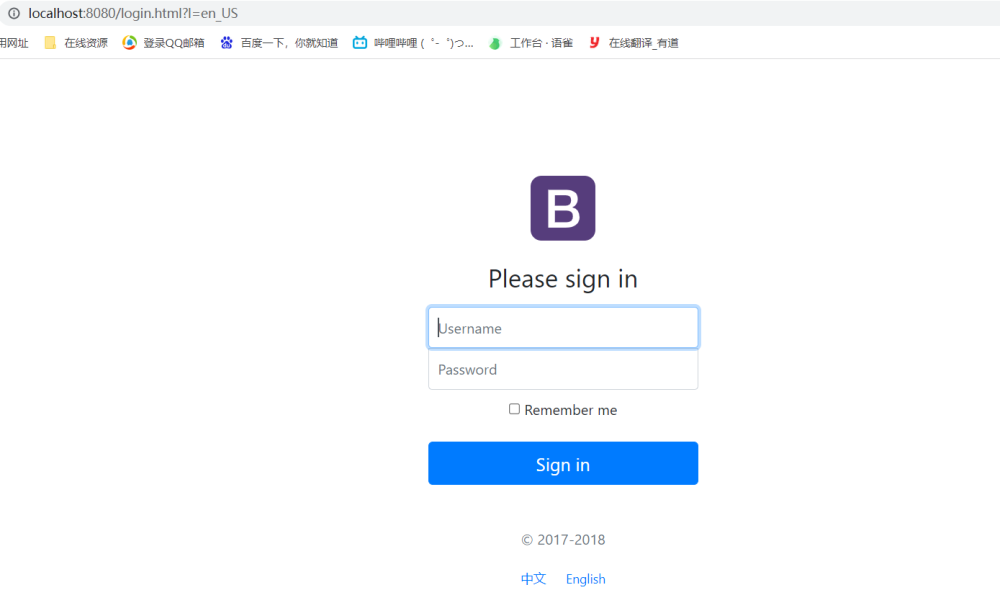 localhost:8080/login.html?l=en_US
用网址 在线资源 登录QQ邮箱 百度一下，你就知道 哔哩哔哩 (゜-゜)つ... 工作台 · 语雀 在线翻译_有道
B
Please sign in
Username
Password
Remember me
Sign in
© 2017-2018
中文 English